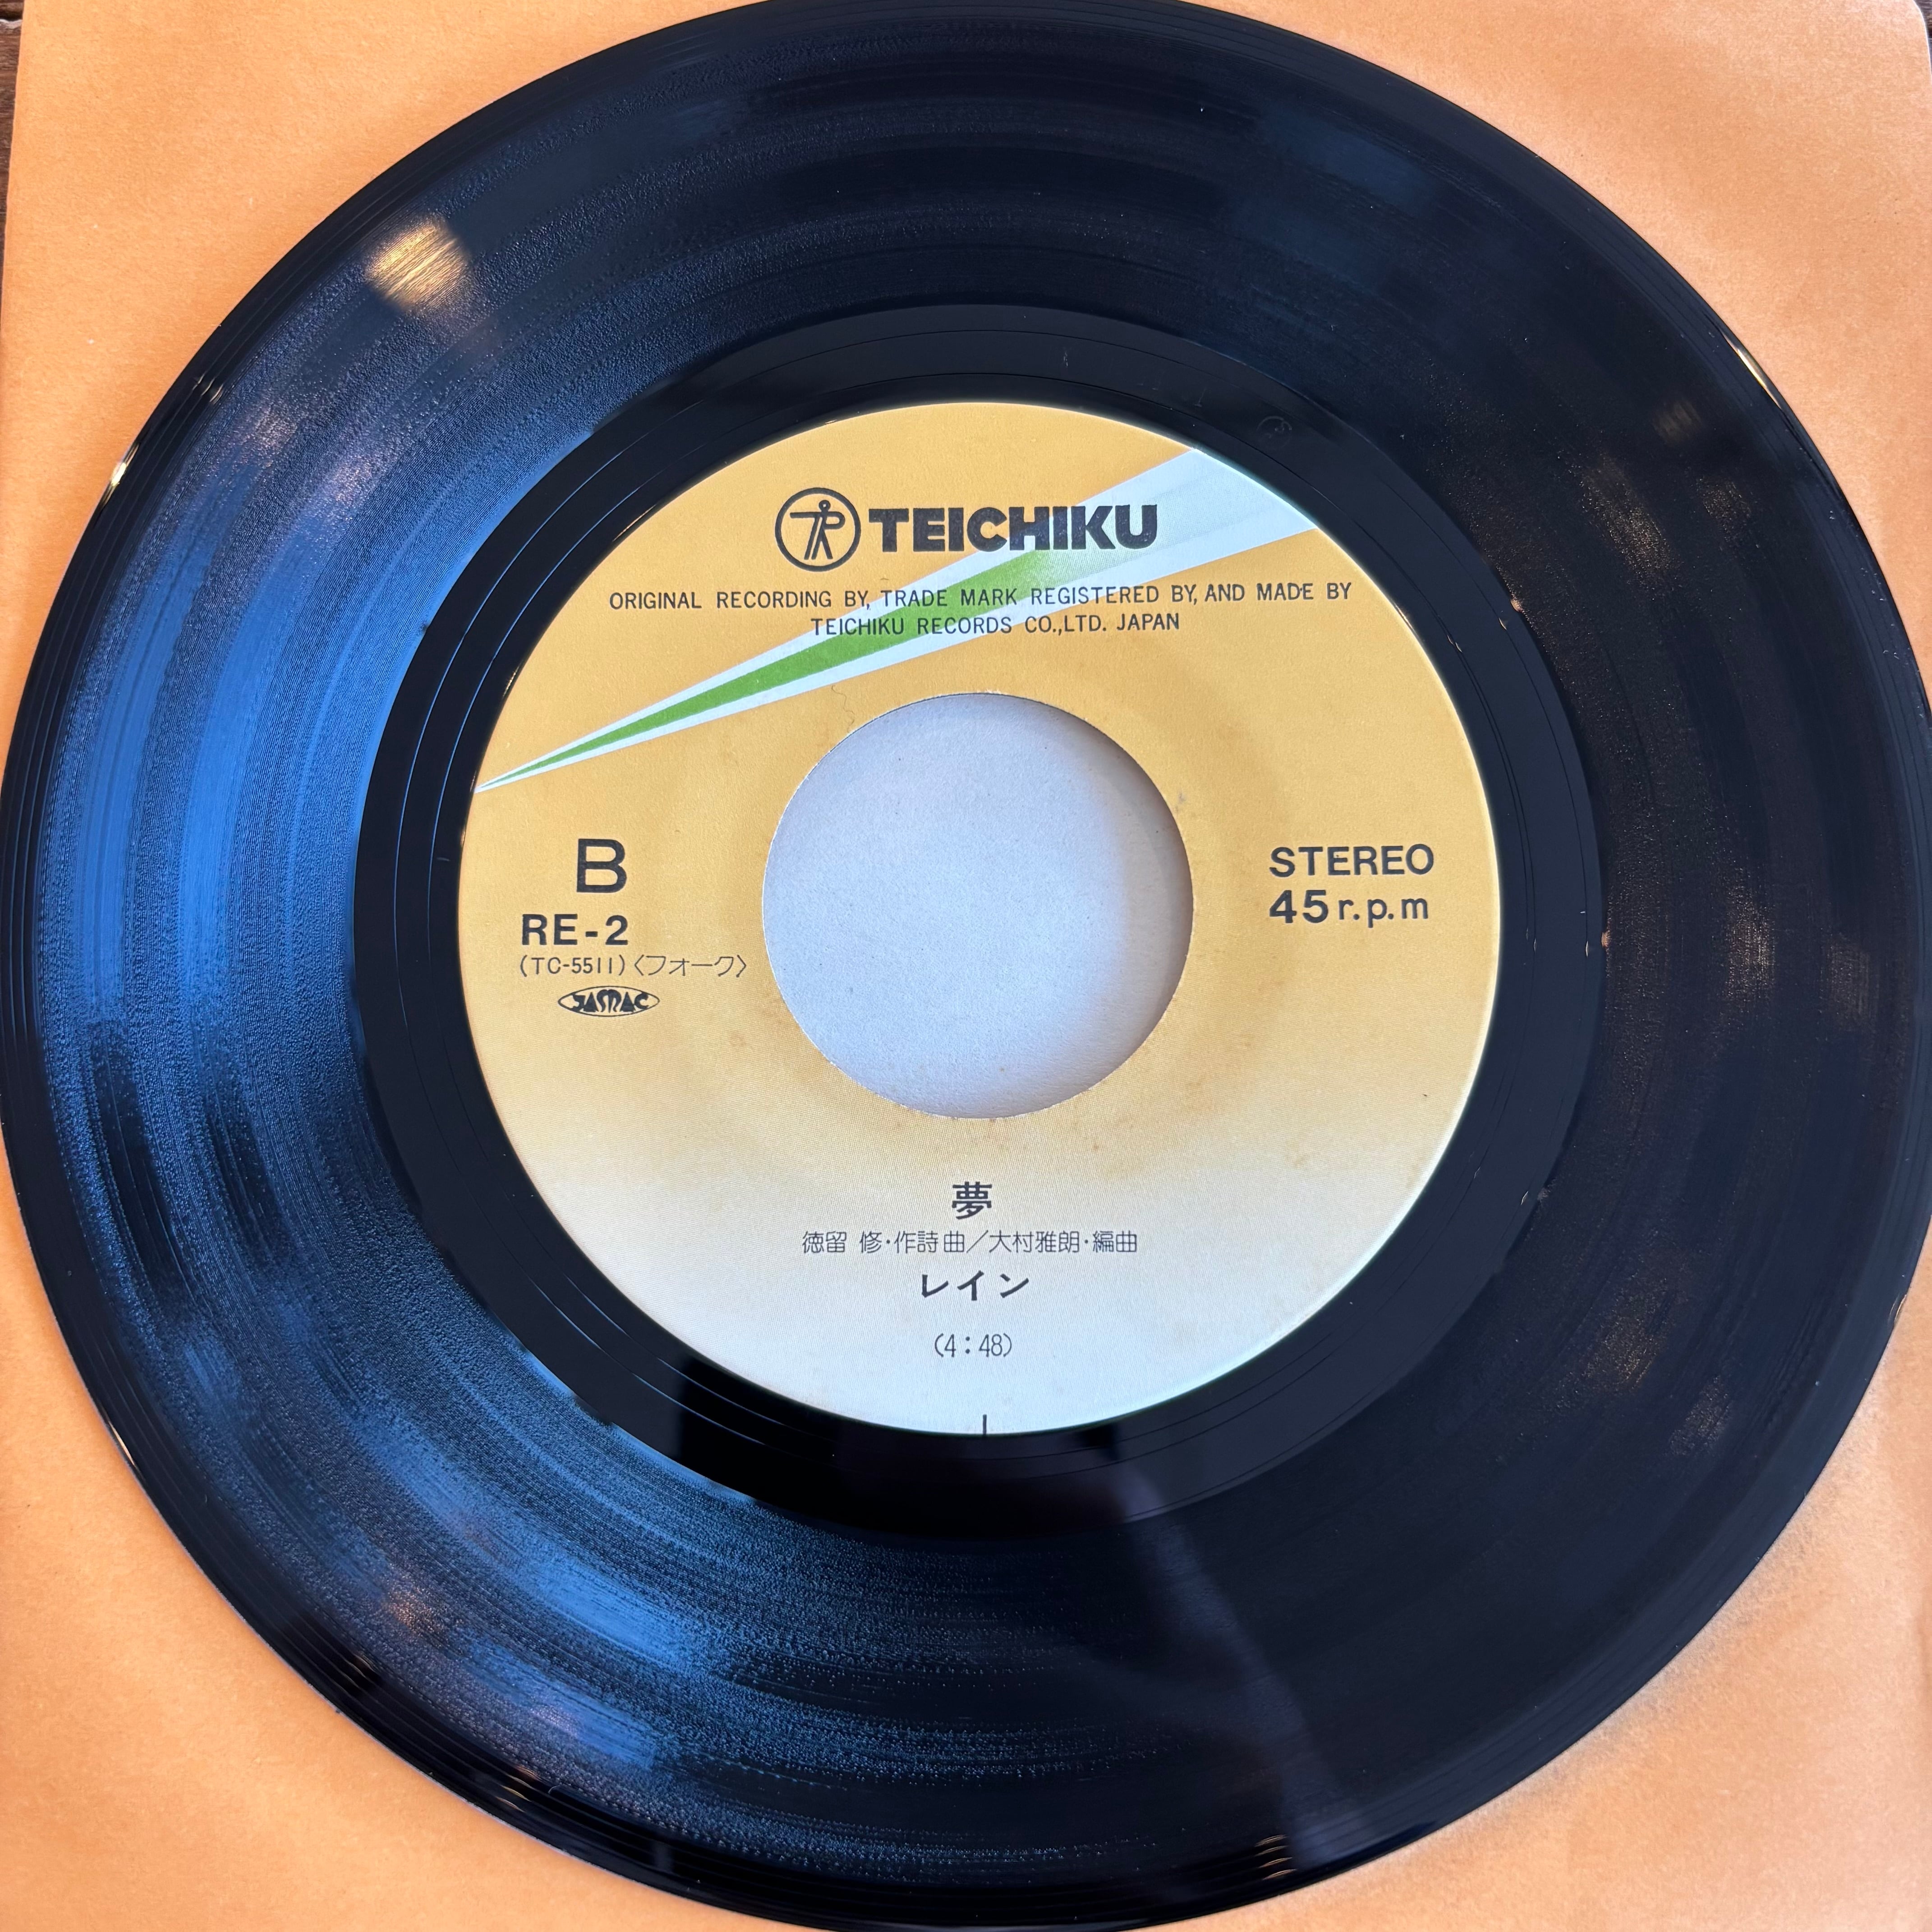 TEICHIKU
ORIGINAL RECORDING BY, TRADE MARK REGISTERED BY, AND MADE BY
TEICHIKU RECORDS CO.,LTD. JAPAN
B
RE-2
(TC-5511)〈フォーク〉
JASRAC
STEREO
45 r.p.m
夢
徳留 修・作詩曲／大村雅朗・編曲
レイン
(4:48)